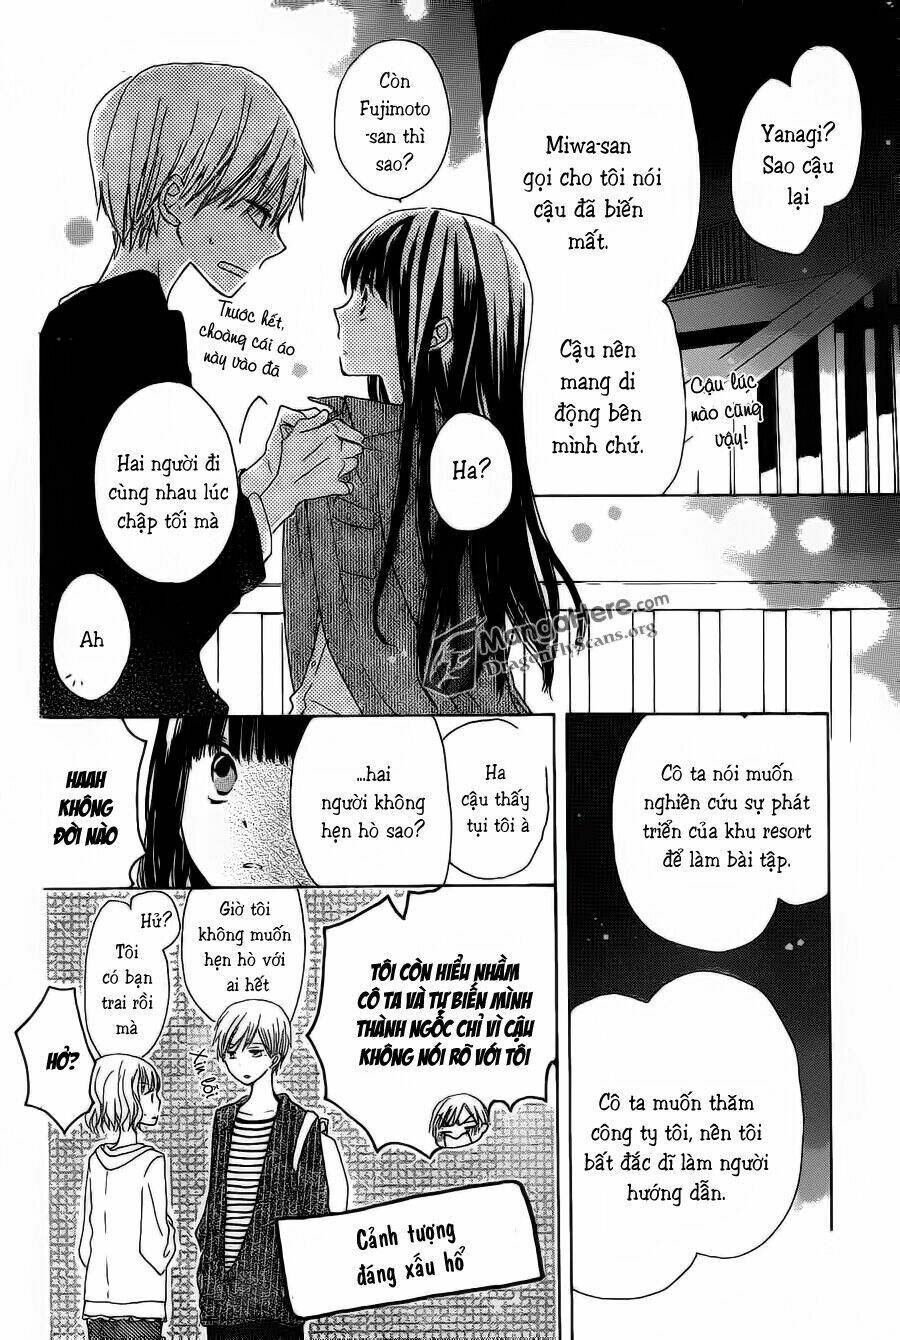 Yanagi?
Sao cậu
lại
Miwa-san
gọi cho tôi nói
cậu đã biến
mất.
Cậu nên
mang di
động bên
mình chứ.
Cậu lúc
nào cũng
vậy!
Còn
Fujimoto
-san thì
sao?
Trước hết,
choàng cái áo
này vào đã
Ha?
Hai người đi
cùng nhau lúc
chập tối mà
Ah
MangaHere.com
DragonFlyScans.org
Cô ta nói muốn
nghiên cứu sự phát
triển của khu resort
để làm bài tập.
Cô ta muốn thăm
công ty tôi, nên tôi
bất đắc dĩ làm người
hướng dẫn.
Ha
cậu thấy
tụi tôi à
...hai
người không
hẹn hò sao?
HAAH
KHÔNG
ĐỜI NÀO
TÔI CÒN HIỂU NHẦM
CÔ TA VÀ TỰ BIẾN MÌNH
THÀNH NGỐC CHỈ VÌ CẬU
KHÔNG NÓI RÕ VỚI TÔI
Giờ tôi
không muốn
hẹn hò với
ai hết
Xin lỗi
Hử?
Tôi
có bạn
trai rồi
mà
HỞ?
Cảnh tượng
đáng xấu hổ